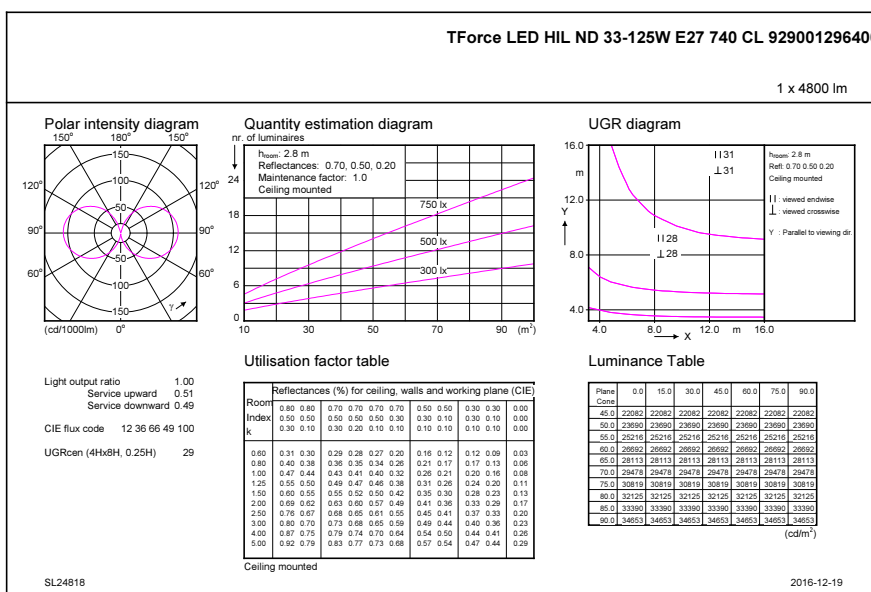 TForce LED HIL ND 33-125W E27 740 CL 9290012964
1 x 4800 lm
Polar intensity diagram
150° 180° 150°
120° 120°
90° 90°
60° 60°
150
100
50
50
100
150
γ
(cd/1000lm) 0°
Light output ratio 1.00
Service upward 0.51
Service downward 0.49
CIE flux code 12 36 66 49 100
UGRcen (4Hx8H, 0.25H) 29
Quantity estimation diagram
nr. of luminaires
hroom: 2.8 m
Reflectances: 0.70, 0.50, 0.20
Maintenance factor: 1.0
Ceiling mounted
24
18
12
6
0
750 lx
500 lx
300 lx
10 30 50 70 90 (m²)
UGR diagram
16.0
m
12.0
Y
8.0
4.0
II31
⊥31
II28
⊥28
4.0 8.0 12.0 m 16.0
X
hroom: 2.8 m
Refl: 0.70 0.50 0.20
Ceiling mounted
II : viewed endwise
⊥ : viewed crosswise
Y : Parallel to viewing dir.
Utilisation factor table
Room Index k
Reflectances (%) for ceiling, walls and working plane (CIE)
0.80 0.80 0.70 0.70 0.70 0.70 0.50 0.50 0.30 0.30 0.00
0.50 0.50 0.50 0.50 0.50 0.30 0.30 0.10 0.30 0.10 0.00
0.30 0.10 0.30 0.20 0.10 0.10 0.10 0.10 0.10 0.10 0.00
0.60 0.31 0.30 0.29 0.28 0.27 0.20 0.16 0.12 0.12 0.09 0.03
0.80 0.40 0.38 0.36 0.35 0.34 0.26 0.21 0.17 0.17 0.13 0.06
1.00 0.47 0.44 0.43 0.41 0.40 0.32 0.26 0.21 0.20 0.16 0.08
1.25 0.55 0.50 0.49 0.47 0.46 0.38 0.31 0.26 0.24 0.20 0.11
1.50 0.60 0.55 0.55 0.52 0.50 0.42 0.35 0.30 0.28 0.23 0.13
2.00 0.69 0.62 0.63 0.60 0.57 0.49 0.41 0.36 0.33 0.29 0.17
2.50 0.76 0.67 0.68 0.65 0.61 0.55 0.45 0.41 0.37 0.33 0.20
3.00 0.80 0.70 0.73 0.68 0.65 0.59 0.49 0.44 0.40 0.36 0.23
4.00 0.87 0.75 0.79 0.74 0.70 0.64 0.54 0.50 0.44 0.41 0.26
5.00 0.92 0.79 0.83 0.77 0.73 0.68 0.57 0.54 0.47 0.44 0.29
Ceiling mounted
Luminance Table
Plane 0.0 15.0 30.0 45.0 60.0 75.0 90.0
Cone
45.0 22082 22082 22082 22082 22082 22082 22082
50.0 23690 23690 23690 23690 23690 23690 23690
55.0 25216 25216 25216 25216 25216 25216 25216
60.0 26692 26692 26692 26692 26692 26692 26692
65.0 28113 28113 28113 28113 28113 28113 28113
70.0 29478 29478 29478 29478 29478 29478 29478
75.0 30819 30819 30819 30819 30819 30819 30819
80.0 32125 32125 32125 32125 32125 32125 32125
85.0 33390 33390 33390 33390 33390 33390 33390
90.0 34653 34653 34653 34653 34653 34653 34653
(cd/m²)
SL24818
2016-12-19